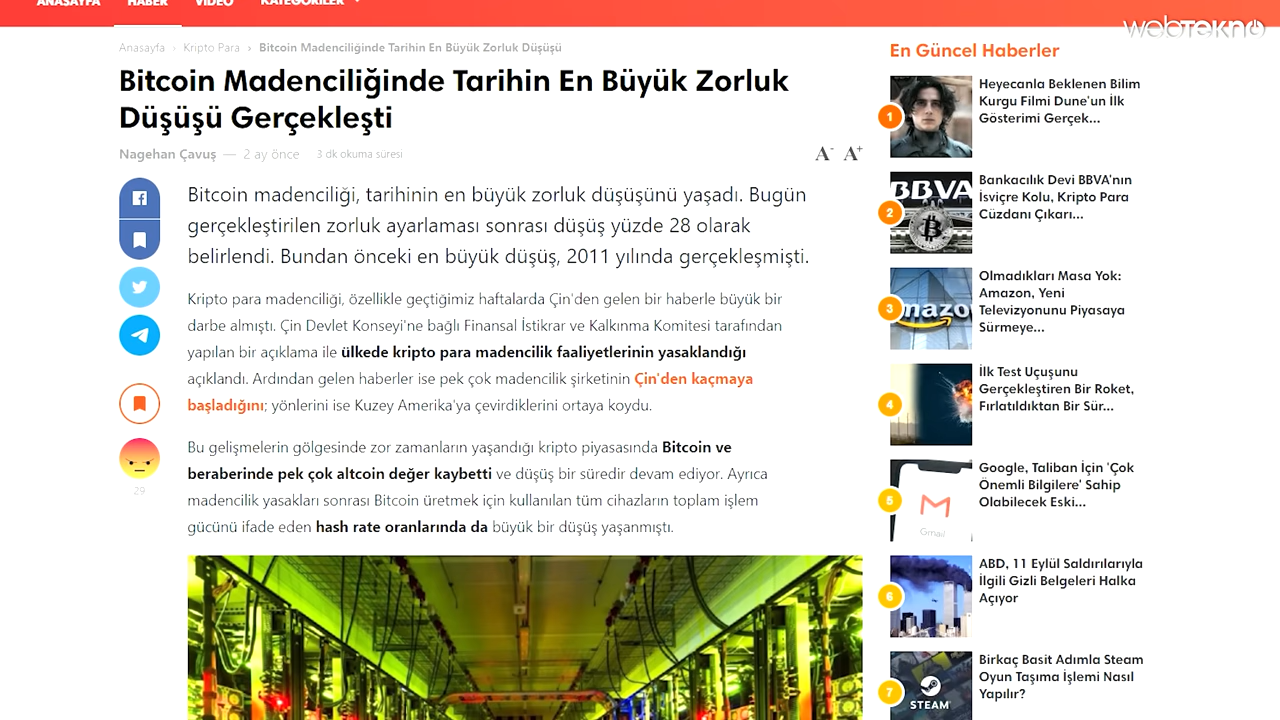 ANASAYFA HABER VİDEO KATEGORİLER
webtekno
Anasayfa › Kripto Para › Bitcoin Madenciliğinde Tarihin En Büyük Zorluk Düşüşü
Bitcoin Madenciliğinde Tarihin En Büyük Zorluk
Düşüşü Gerçekleşti
Nagehan Çavuş — 2 ay önce 3 dk okuma süresi
A- A+
Bitcoin madenciliği, tarihinin en büyük zorluk düşüşünü yaşadı. Bugün
gerçekleştirilen zorluk ayarlaması sonrası düşüş yüzde 28 olarak
belirlendi. Bundan önceki en büyük düşüş, 2011 yılında gerçekleşmişti.
Kripto para madenciliği, özellikle geçtiğimiz haftalarda Çin'den gelen bir haberle büyük bir
darbe almıştı. Çin Devlet Konseyi'ne bağlı Finansal İstikrar ve Kalkınma Komitesi tarafından
yapılan bir açıklama ile ülkede kripto para madencilik faaliyetlerinin yasaklandığı
açıklandı. Ardından gelen haberler ise pek çok madencilik şirketinin Çin'den kaçmaya
başladığını; yönlerini ise Kuzey Amerika'ya çevirdiklerini ortaya koydu.
Bu gelişmelerin gölgesinde zor zamanların yaşandığı kripto piyasasında Bitcoin ve
beraberinde pek çok altcoin değer kaybetti ve düşüş bir süredir devam ediyor. Ayrıca
madencilik yasakları sonrası Bitcoin üretmek için kullanılan tüm cihazların toplam işlem
gücünü ifade eden hash rate oranlarında da büyük bir düşüş yaşanmıştı.
29
En Güncel Haberler
1
Heyecanla Beklenen Bilim
Kurgu Filmi Dune'un İlk
Gösterimi Gerçek...
BBVA
2
Bankacılık Devi BBVA'nın
İsviçre Kolu, Kripto Para
Cüzdanı Çıkarı...
amazo
3
Olmadıkları Masa Yok:
Amazon, Yeni
Televizyonunu Piyasaya
Sürmeye...
4
İlk Test Uçuşunu
Gerçekleştiren Bir Roket,
Fırlatıldıktan Bir Sür...
5
Gmail
Google, Taliban İçin 'Çok
Önemli Bilgilere' Sahip
Olabilecek Eski...
6
ABD, 11 Eylül Saldırılarıyla
İlgili Gizli Belgeleri Halka
Açıyor
7
STEAM
Birkaç Basit Adımla Steam
Oyun Taşıma İşlemi Nasıl
Yapılır?